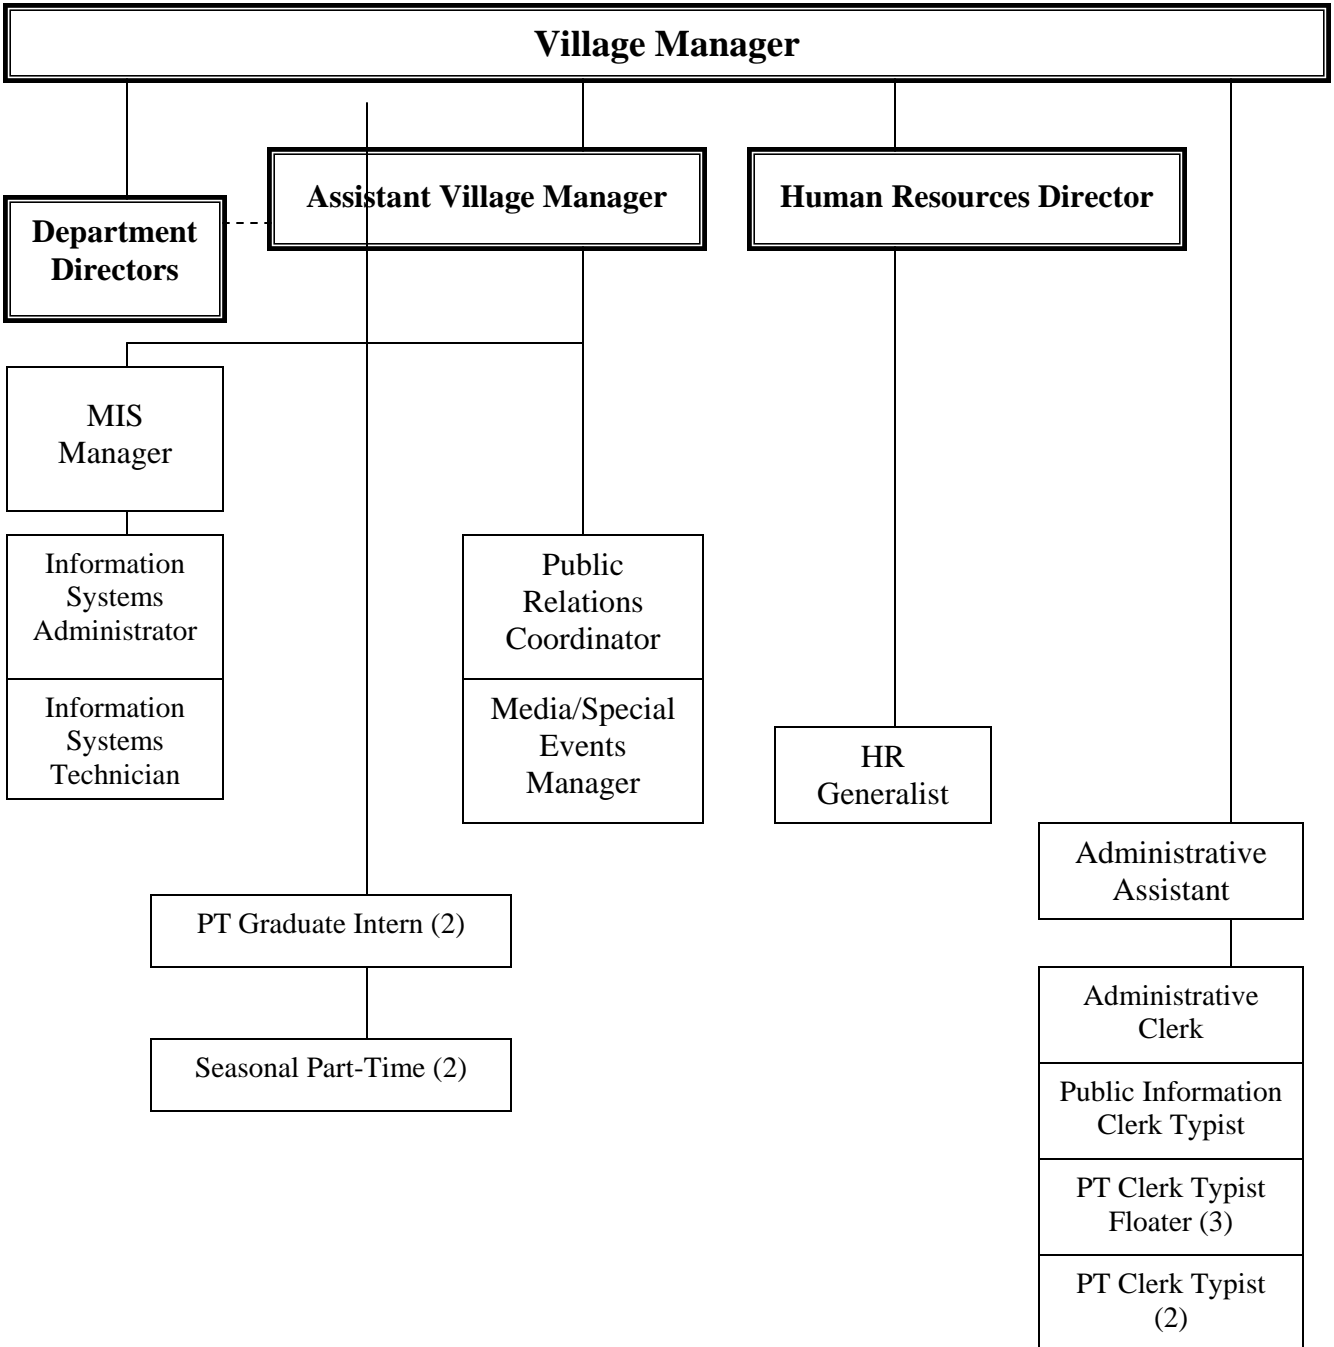 Village Manager
Assistant Village Manager
Human Resources Director
Department
Directors
MIS
Manager
Information
Systems
Administrator
Information
Systems
Technician
Public
Relations
Coordinator
Media/Special
Events
Manager
HR
Generalist
Administrative
Assistant
PT Graduate Intern (2)
Seasonal Part-Time (2)
Administrative
Clerk
Public Information
Clerk Typist
PT Clerk Typist
Floater (3)
PT Clerk Typist
(2)